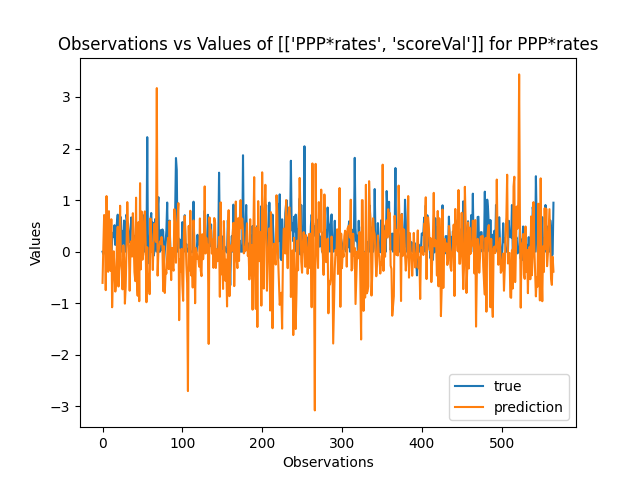 Observations vs Values of [['PPP*rates', 'scoreVal']] for PPP*rates
Values
3
2
1
0
−1
−2
−3
0
100
200
300
400
500
Observations
true
prediction